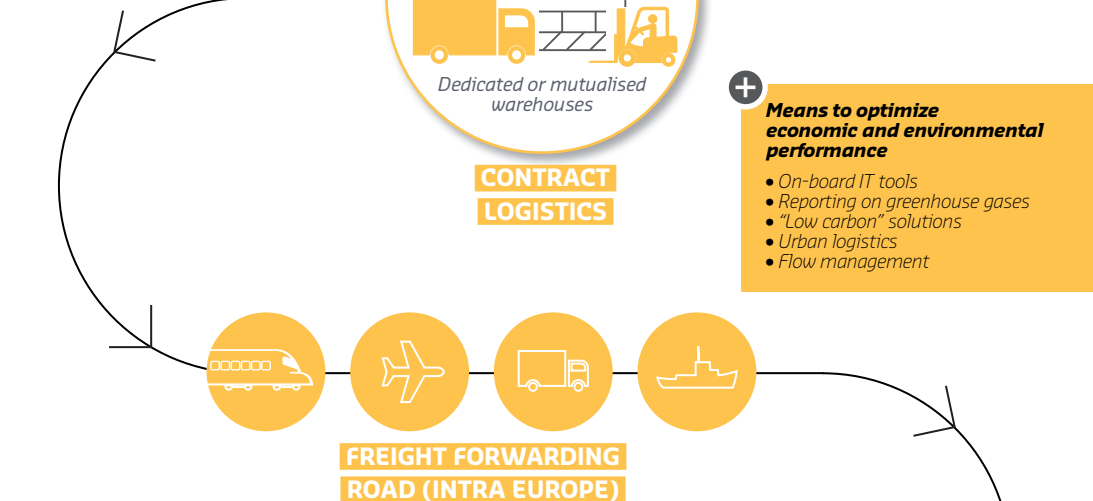 Dedicated or mutualised
warehouses
CONTRACT
LOGISTICS
Means to optimize
economic and environmental
performance
• On-board IT tools
• Reporting on greenhouse gases
• “Low carbon” solutions
• Urban logistics
• Flow management
FREIGHT FORWARDING
ROAD (INTRA EUROPE)